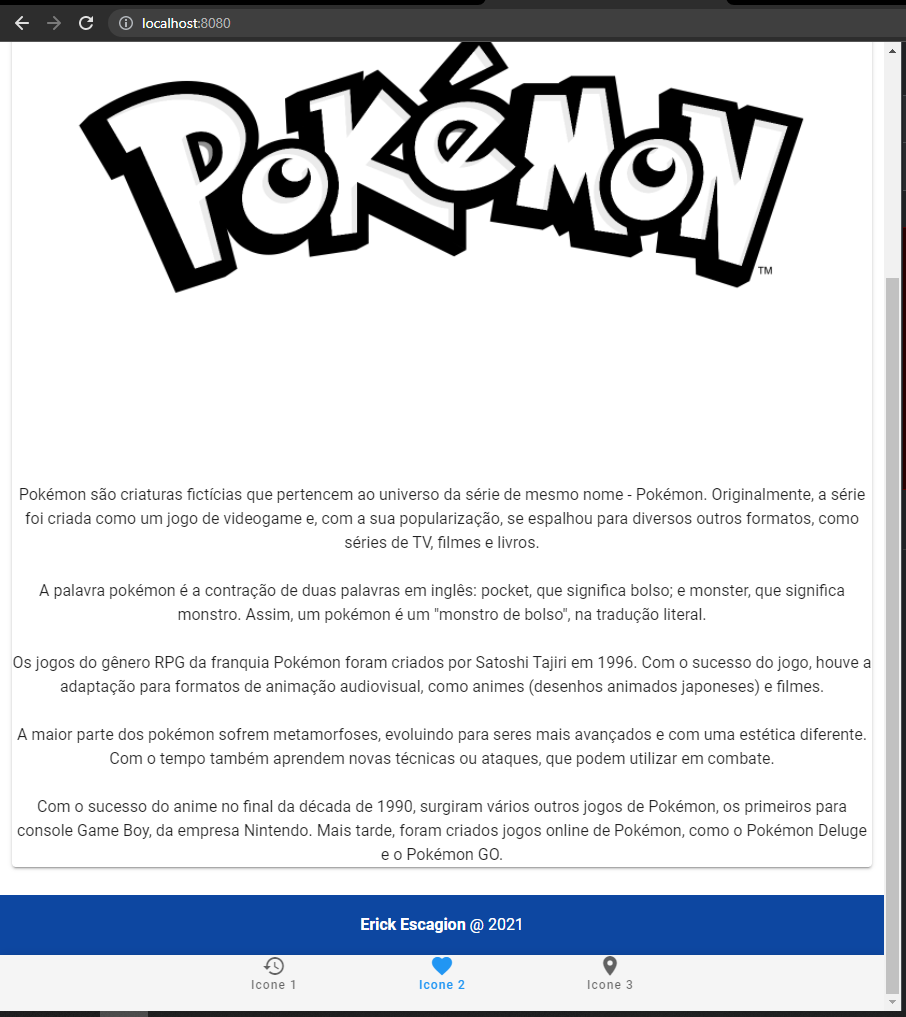 localhost:8080
POKéMON
TM
Pokémon são criaturas fictícias que pertencem ao universo da série de mesmo nome - Pokémon. Originalmente, a série
foi criada como um jogo de videogame e, com a sua popularização, se espalhou para diversos outros formatos, como
séries de TV, filmes e livros.
A palavra pokémon é a contração de duas palavras em inglês: pocket, que significa bolso; e monster, que significa
monstro. Assim, um pokémon é um "monstro de bolso", na tradução literal.
Os jogos do gênero RPG da franquia Pokémon foram criados por Satoshi Tajiri em 1996. Com o sucesso do jogo, houve a
adaptação para formatos de animação audiovisual, como animes (desenhos animados japoneses) e filmes.
A maior parte dos pokémon sofrem metamorfoses, evoluindo para seres mais avançados e com uma estética diferente.
Com o tempo também aprendem novas técnicas ou ataques, que podem utilizar em combate.
Com o sucesso do anime no final da década de 1990, surgiram vários outros jogos de Pokémon, os primeiros para
console Game Boy, da empresa Nintendo. Mais tarde, foram criados jogos online de Pokémon, como o Pokémon Deluge
e o Pokémon GO.
Erick Escagion @ 2021
Icone 1 Icone 2 Icone 3